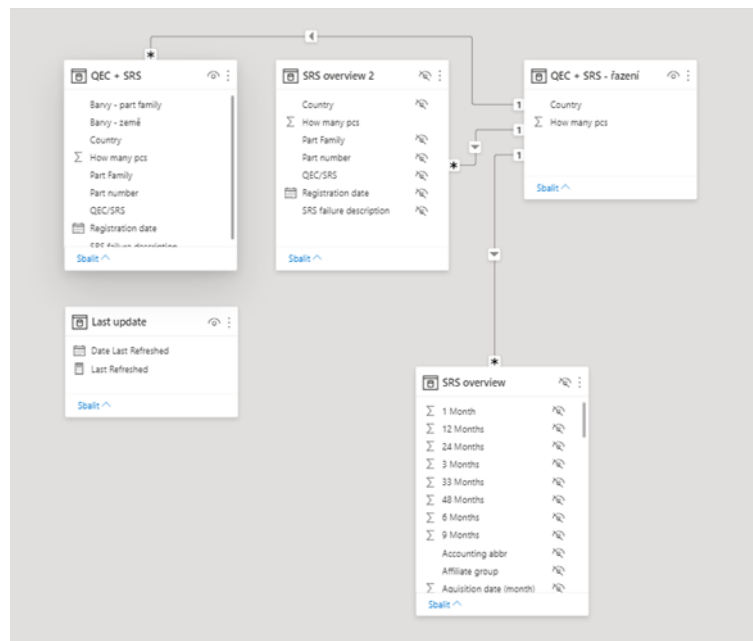 QEC + SRS
Barvy - part family
Barvy - země
Country
How many pcs
Part Family
Part number
QEC/SRS
Registration date
SRS failure description
Sbalit
SRS overview 2
Country
How many pcs
Part Family
Part number
QEC/SRS
Registration date
SRS failure description
Sbalit
QEC + SRS - řazení
Country
How many pcs
Sbalit
*
1
1
*
1
*
Last update
Date Last Refreshed
Last Refreshed
Sbalit
SRS overview
1 Month
12 Months
24 Months
3 Months
33 Months
48 Months
6 Months
9 Months
Accounting abbr
Affiliate group
Aquisition date (month)
Sbalit